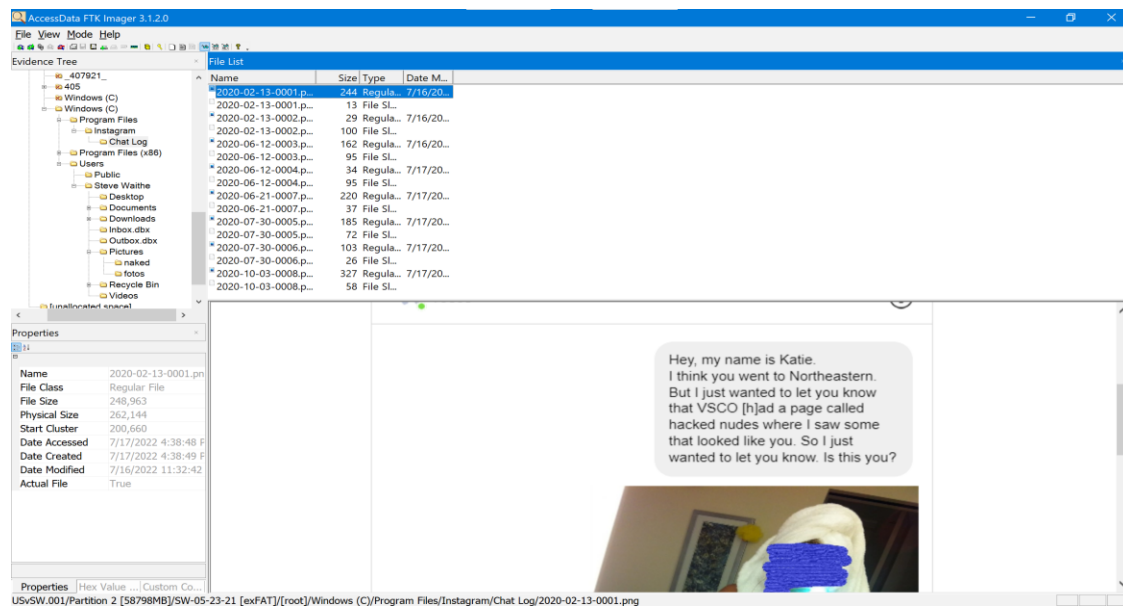 AccessData FTK Imager 3.1.2.0
File View Mode Help
Evidence Tree
_407921_
405
Windows (C)
Windows (C)
Program Files
Instagram
Chat Log
Program Files (x86)
Users
Public
Steve Waithe
Desktop
Documents
Downloads
Inbox.dbx
Outbox.dbx
Pictures
naked
fotos
Recycle Bin
Videos
[unallocated space]
File List
Name Size Type Date M...
2020-02-13-0001.p... 244 Regula... 7/16/20...
2020-02-13-0001.p... 13 File Sl...
2020-02-13-0002.p... 29 Regula... 7/16/20...
2020-02-13-0002.p... 100 File Sl...
2020-06-12-0003.p... 162 Regula... 7/16/20...
2020-06-12-0003.p... 95 File Sl...
2020-06-12-0004.p... 34 Regula... 7/17/20...
2020-06-12-0004.p... 95 File Sl...
2020-06-21-0007.p... 220 Regula... 7/17/20...
2020-06-21-0007.p... 37 File Sl...
2020-07-30-0005.p... 185 Regula... 7/17/20...
2020-07-30-0005.p... 72 File Sl...
2020-07-30-0006.p... 103 Regula... 7/17/20...
2020-07-30-0006.p... 26 File Sl...
2020-10-03-0008.p... 327 Regula... 7/17/20...
2020-10-03-0008.p... 58 File Sl...
Properties
Name 2020-02-13-0001.pn
File Class Regular File
File Size 248,963
Physical Size 262,144
Start Cluster 200,660
Date Accessed 7/17/2022 4:38:48 P
Date Created 7/17/2022 4:38:49 P
Date Modified 7/16/2022 11:32:42
Actual File True
Properties Hex Value ... Custom Co...
Hey, my name is Katie.
I think you went to Northeastern.
But I just wanted to let you know
that VSCO [h]ad a page called
hacked nudes where I saw some
that looked like you. So I just
wanted to let you know. Is this you?
USvSW.001/Partition 2 [58798MB]/SW-05-23-21 [exFAT]/[root]/Windows (C)/Program Files/Instagram/Chat Log/2020-02-13-0001.png